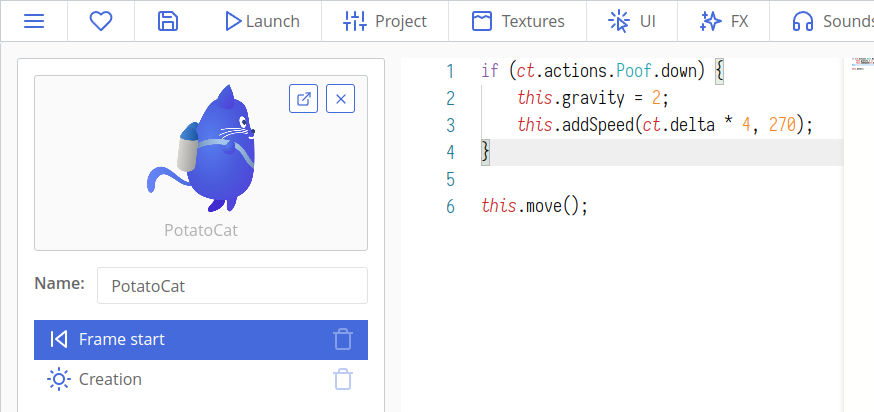 Launch Project Textures UI FX Sounds
PotatoCat
Name: PotatoCat
Frame start
Creation
1 if (ct.actions.Poof.down) {
2 this.gravity = 2;
3 this.addSpeed(ct.delta * 4, 270);
4 }
5
6 this.move();